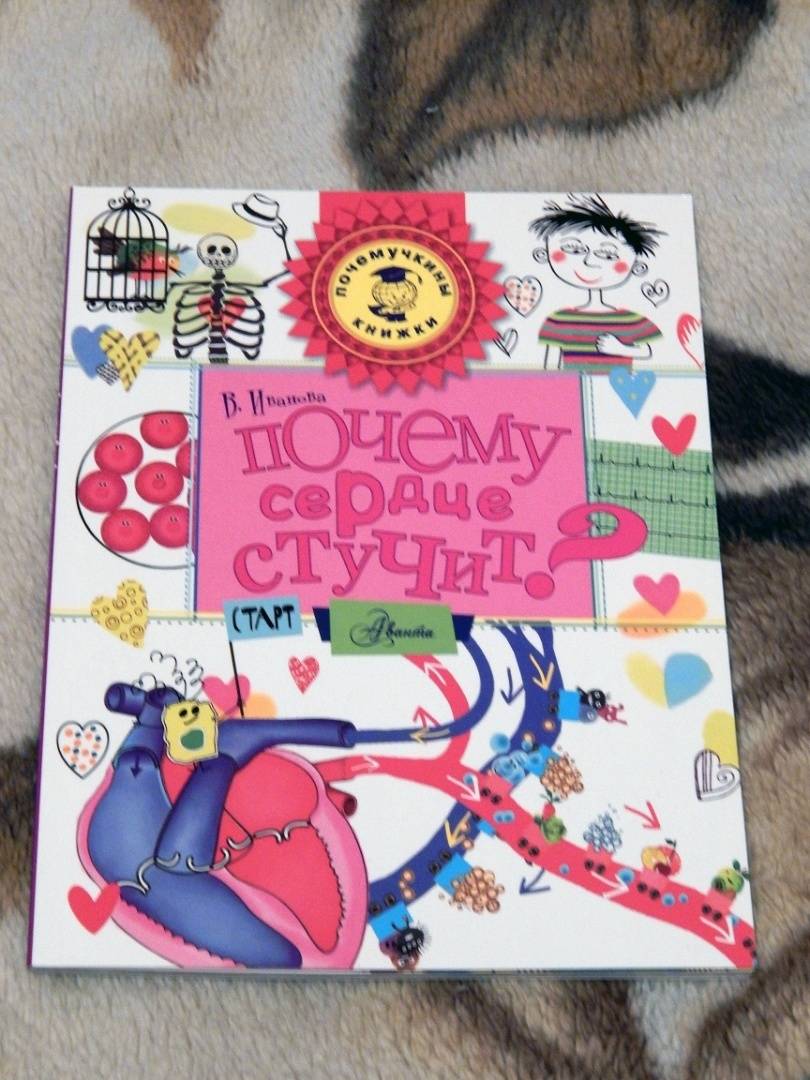 почемучкины
книжки
В. Иванова
почему
сердце
стучит?
СТАРТ
Аванта